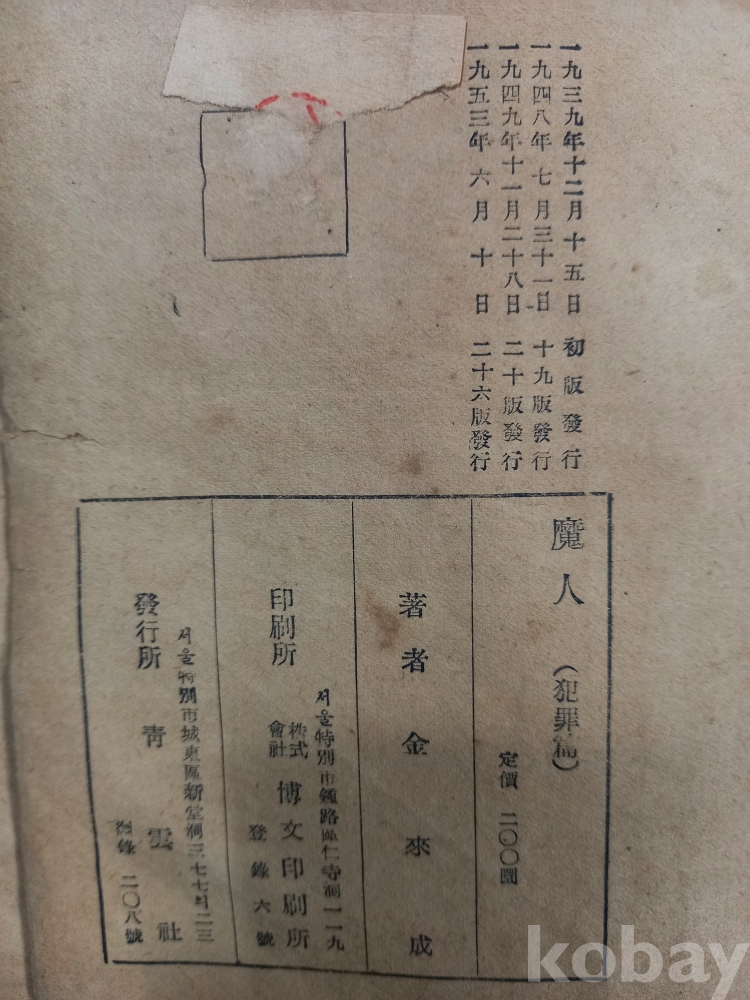 一九三九年十二月十五日 初版發行
一九四八年七月三十一日 十九版發行
一九四九年十一月二十八日 二十版發行
一九五三年六月十日 二十六版發行
魔人 (犯罪篇)
定價 二〇〇圜
著者 金來成
서울特別市鍾路區仁寺洞一一九
印刷所 株式會社 博文印刷所
登錄六號
서울特別市城東區新堂洞三七七의二三
發行所 靑雲社
登錄 二〇八號
kobay